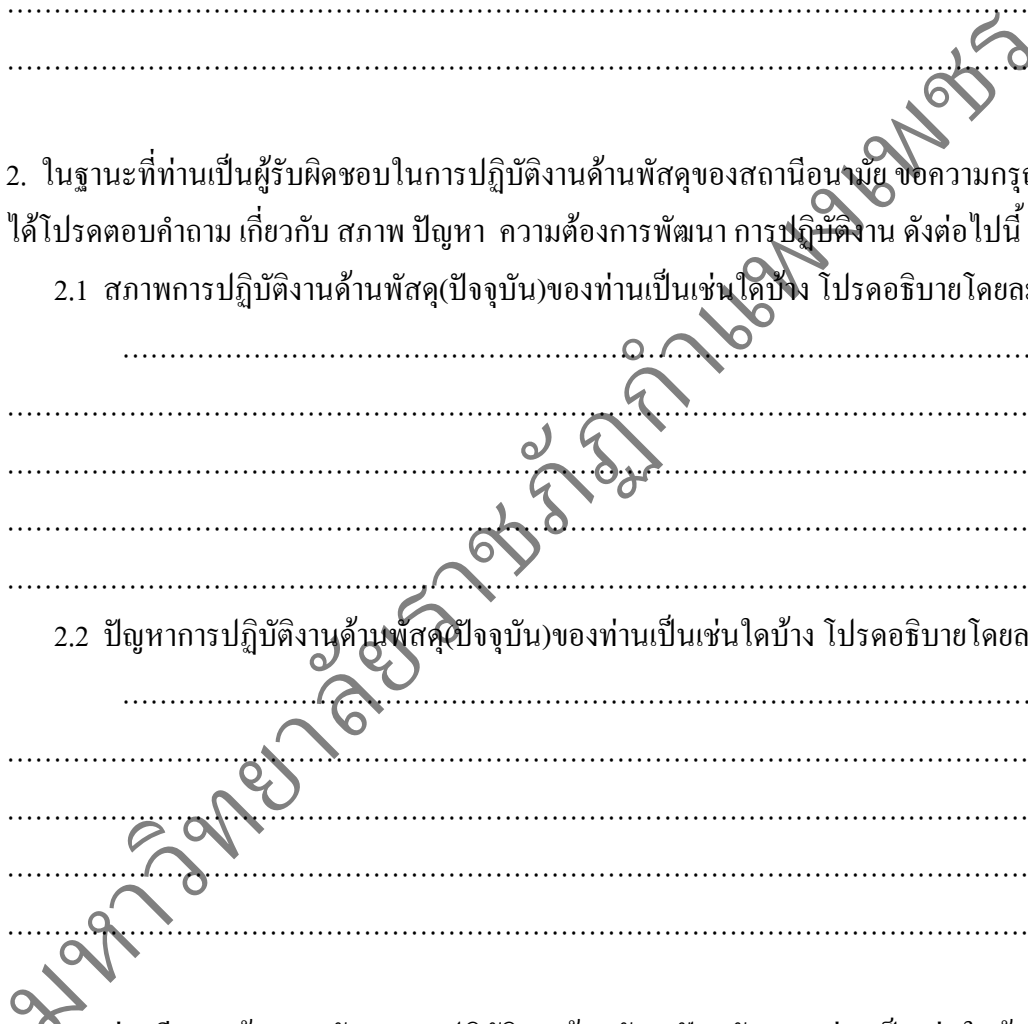 2. ในฐานะที่ท่านเป็นผู้รับผิดชอบในการปฏิบัติงานด้านพัสดุของสถานีอนามัย ขอความกรุ
ได้โปรดตอบคำถาม เกี่ยวกับ สภาพ ปัญหา ความต้องการพัฒนา การปฏิบัติงาน ดังต่อไปนี้
2.1 สภาพการปฏิบัติงานด้านพัสดุ(ปัจจุบัน)ของท่านเป็นเช่นใดบ้าง โปรดอธิบายโดยละ
2.2 ปัญหาการปฏิบัติงานด้านพัสดุ(ปัจจุบัน)ของท่านเป็นเช่นใดบ้าง โปรดอธิบายโดยล
มหาวิทยาลัยราชภัฏกำแพงเพชร